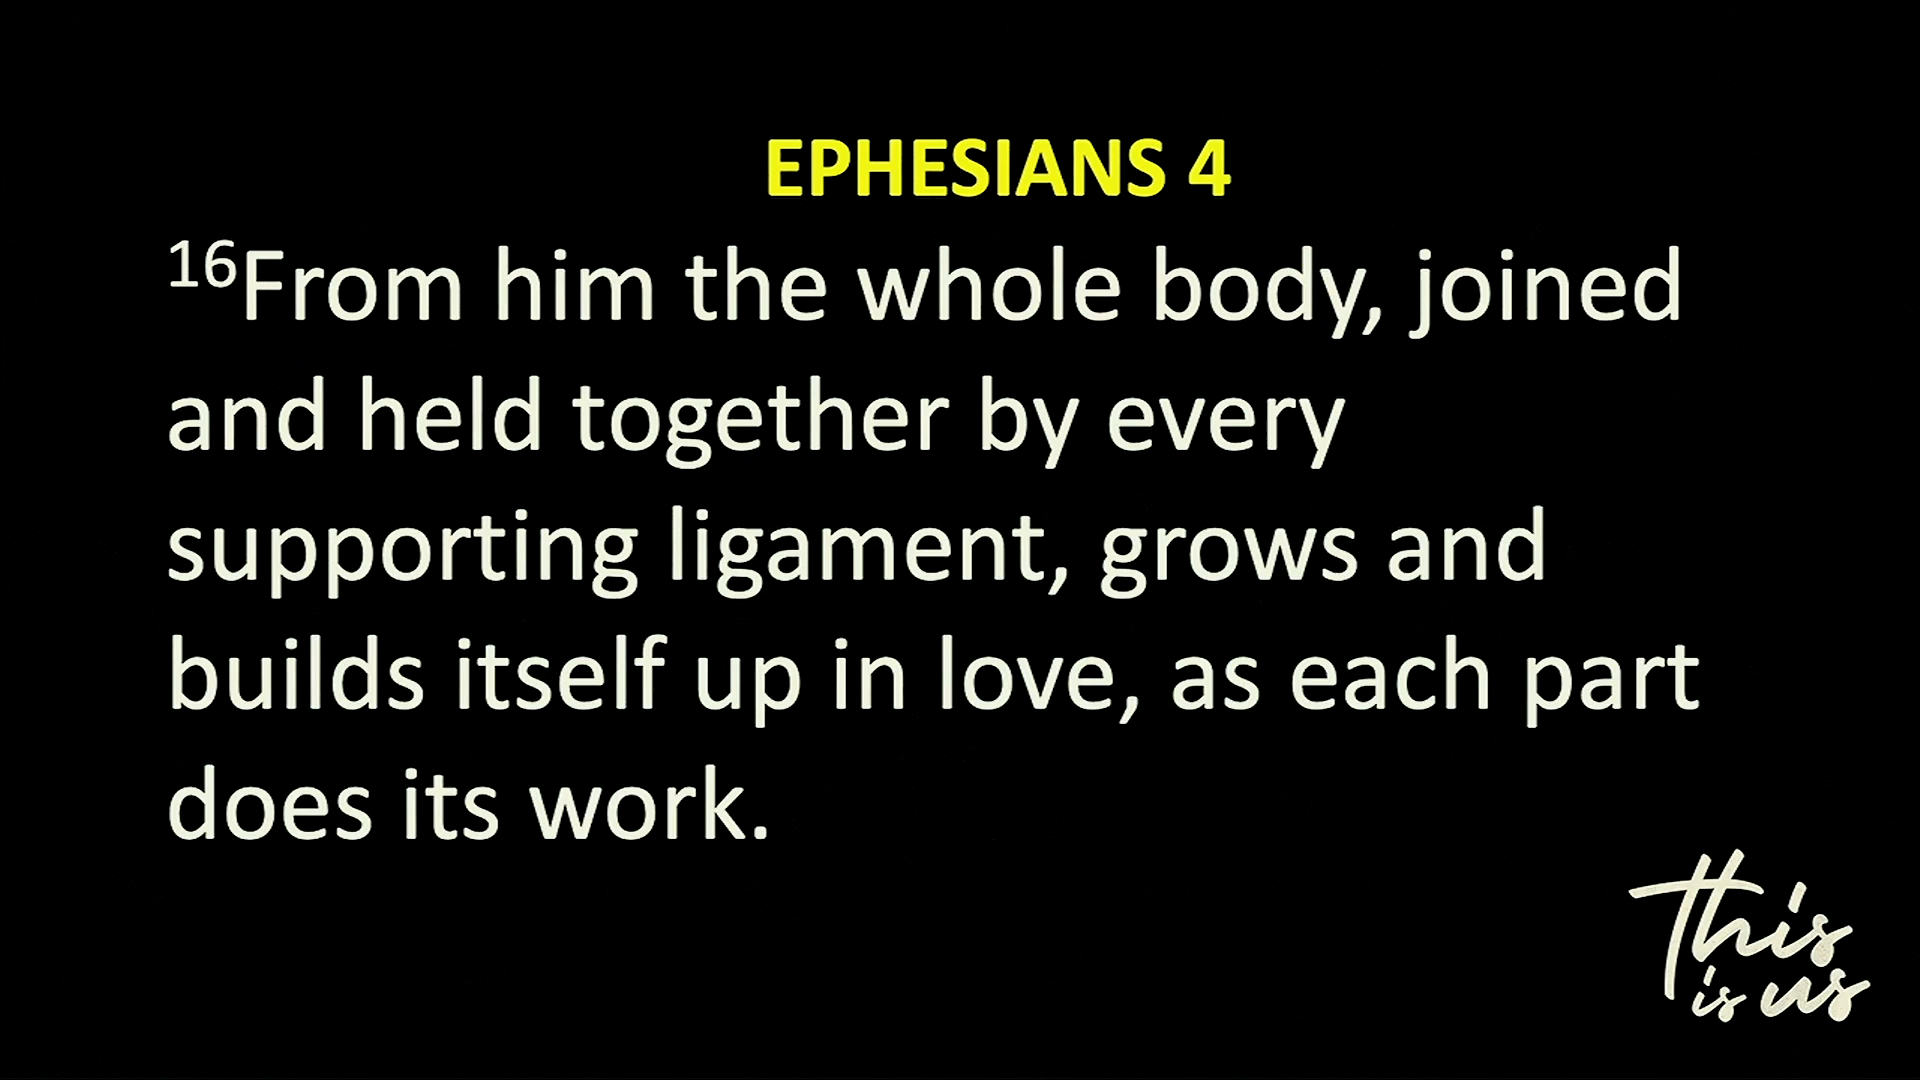 EPHESIANS 4
¹⁶From him the whole body, joined
and held together by every
supporting ligament, grows and
builds itself up in love, as each part
does its work.
this
is us